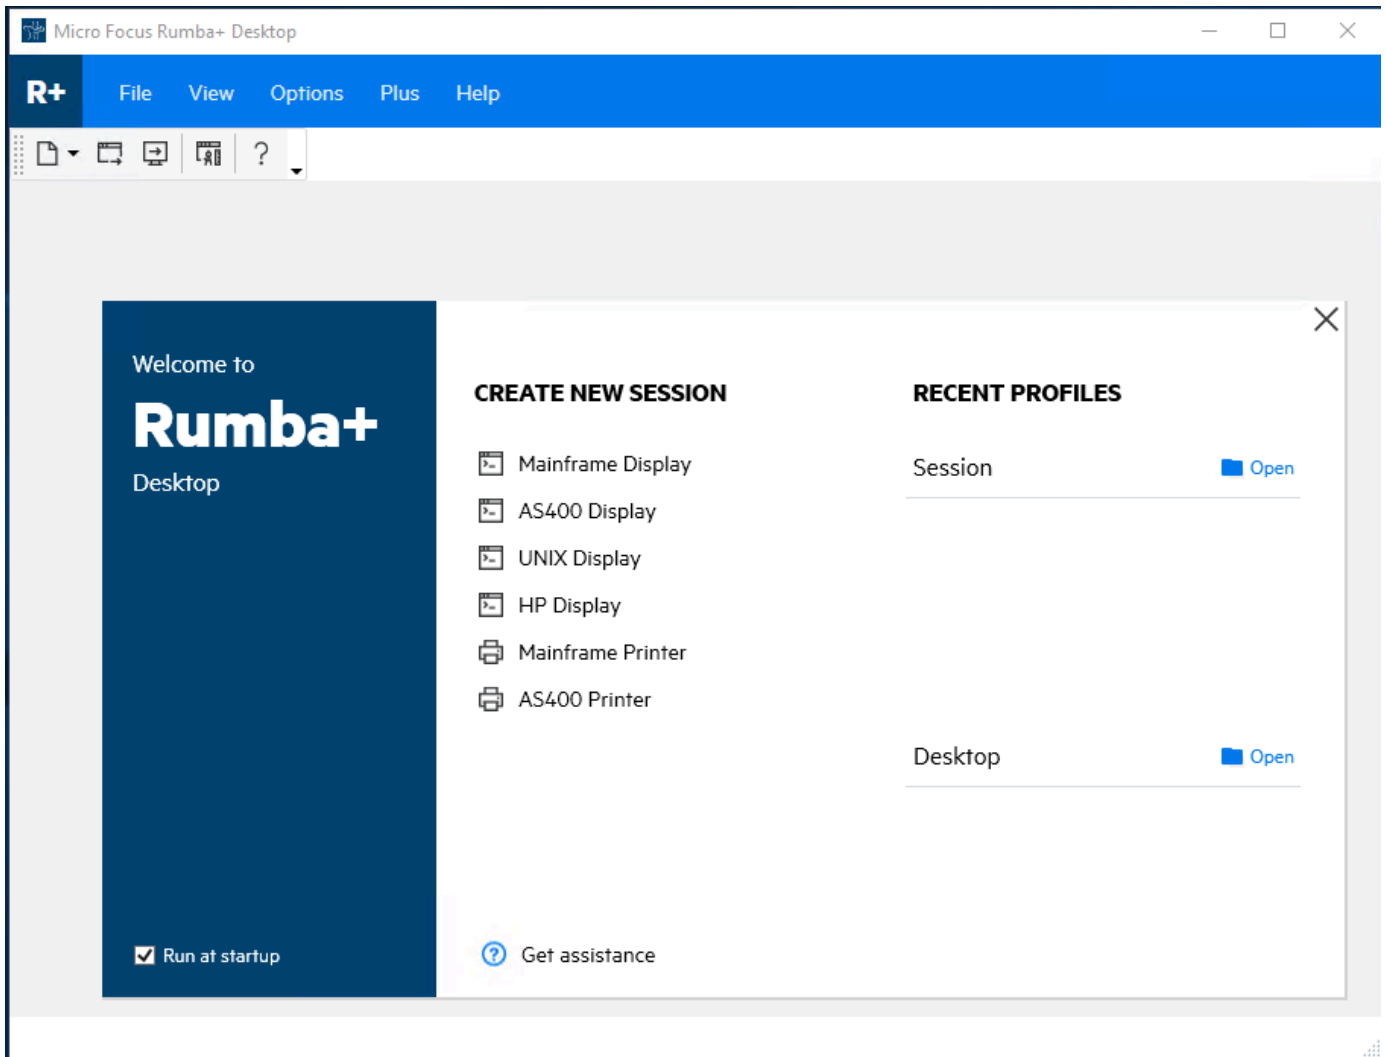 Micro Focus Rumba+ Desktop
R+ File View Options Plus Help
?
Welcome to
Rumba+
Desktop
Run at startup
CREATE NEW SESSION
Mainframe Display
AS400 Display
UNIX Display
HP Display
Mainframe Printer
AS400 Printer
? Get assistance
RECENT PROFILES
Session Open
Desktop Open